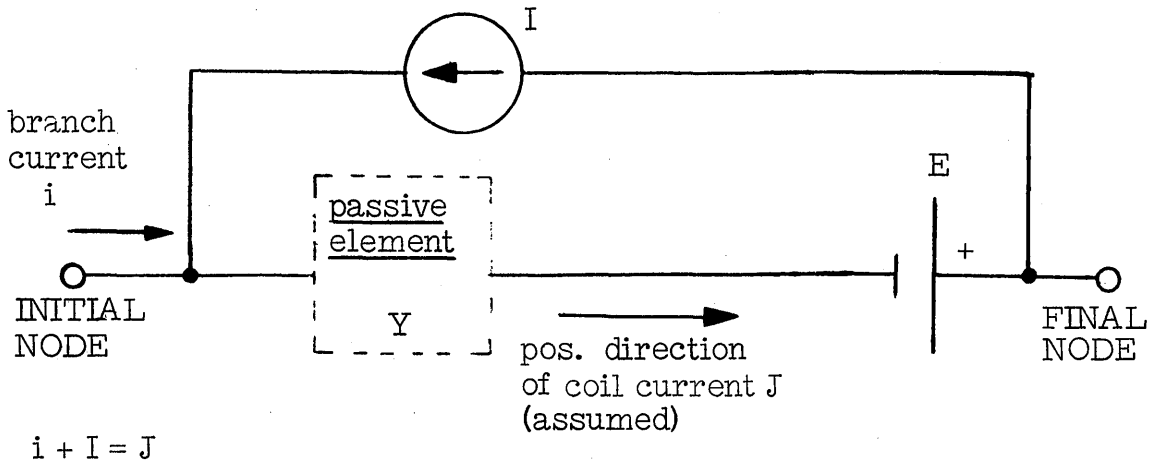 I
branch
current
i
E
passive
element
+
Y
INITIAL
NODE
FINAL
NODE
pos. direction
of coil current J
(assumed)
i + I = J